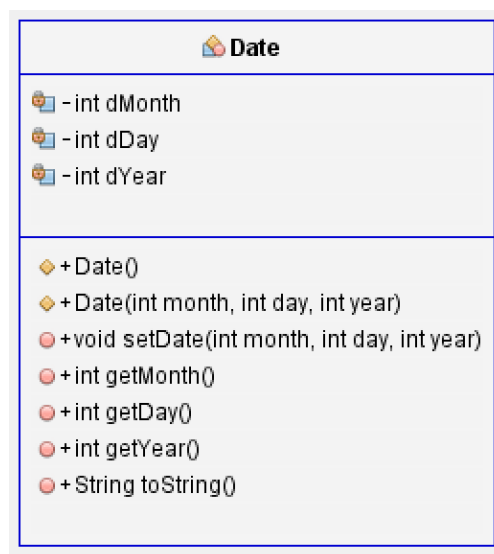 Date
-int dMonth
-int dDay
-int dYear
+Date()
+Date(int month, int day, int year)
+void setDate(int month, int day, int year)
+int getMonth()
+int getDay()
+int getYear()
+String toString()